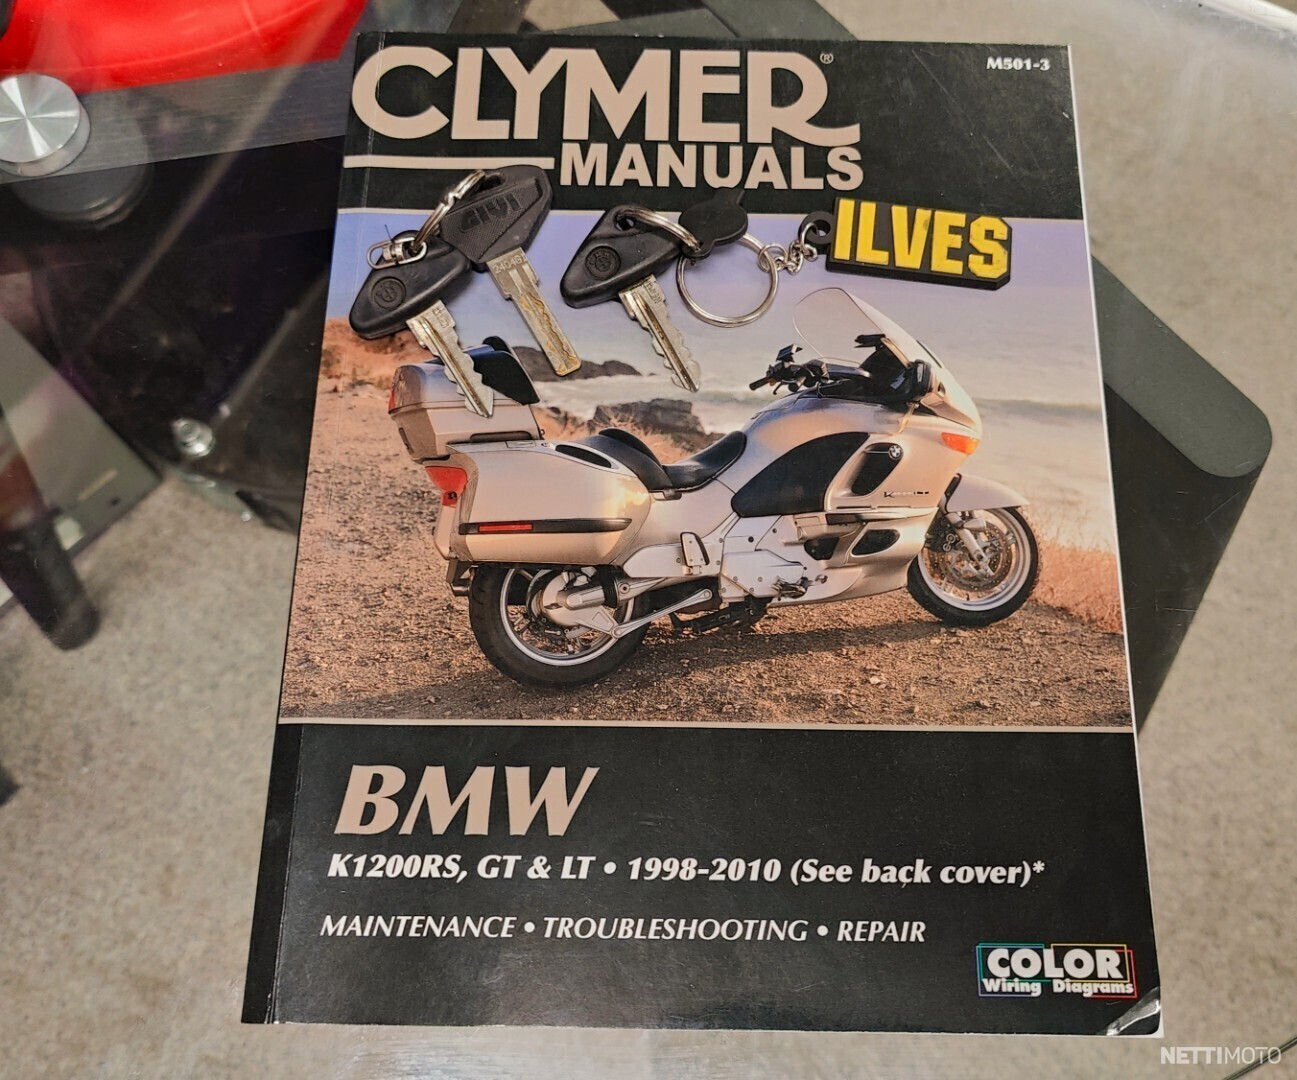 CLYMER®
MANUALS
M501-3
GIVI
ILVES
BMW
K1200RS, GT & LT • 1998-2010 (See back cover)*
MAINTENANCE • TROUBLESHOOTING • REPAIR
COLOR
Wiring Diagrams
NETTIMOTO